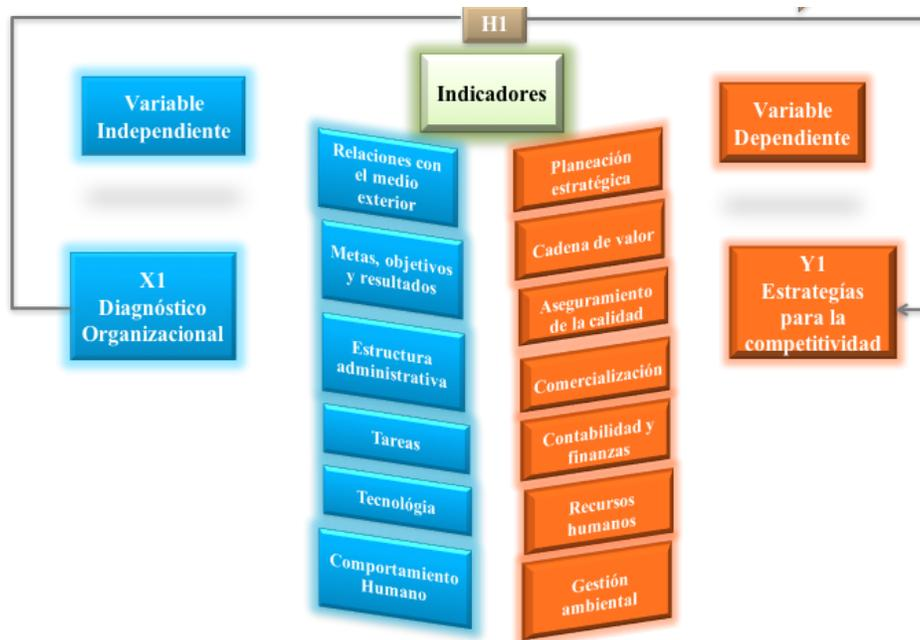 H1
Indicadores
Variable
Independiente
X1
Diagnóstico
Organizacional
Relaciones con
el medio
exterior
Metas, objetivos
y resultados
Estructura
administrativa
Tareas
Tecnológia
Comportamiento
Humano
Planeación
estratégica
Cadena de valor
Aseguramiento
de la calidad
Comercialización
Contabilidad y
finanzas
Recursos
humanos
Gestión
ambiental
Variable
Dependiente
Y1
Estrategías
para la
competitividad